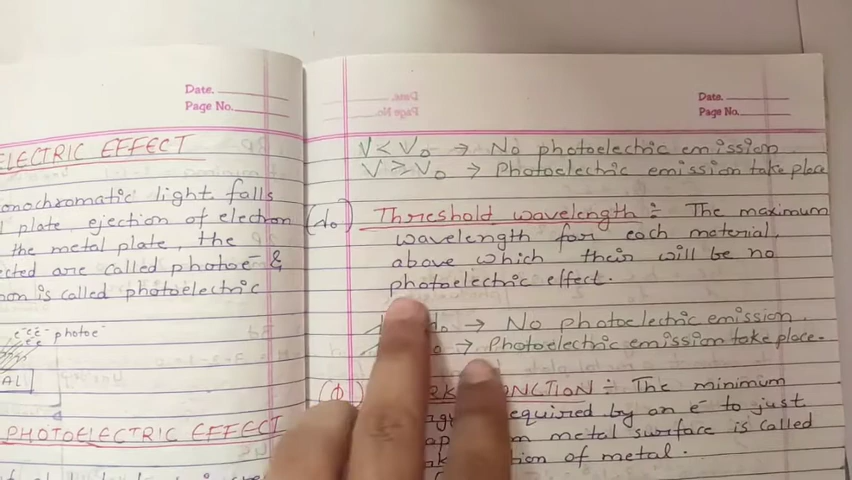 Date.
Page No.
ELECTRIC EFFECT
onochromatic light falls
plate, ejection of electron
the metal plate, the
ected are called photoe⁻ &
on is called photoelectric
e⁻e⁻e⁻ photoe⁻
AL
PHOTOELECTRIC EFFECT
Date.
Page No.
ν < ν₀ → No photoelectric emission
ν ≥ ν₀ → Photoelectric emission take place
(λ₀) Threshold wavelength :- The maximum
wavelength for each material,
above which their will be no
photoelectric effect.
→ No photoelectric emission.
→ Photoelectric emission take place.
(Φ) UNCTION :- The minimum
required by an e⁻ to just
metal surface is called
tion of metal.